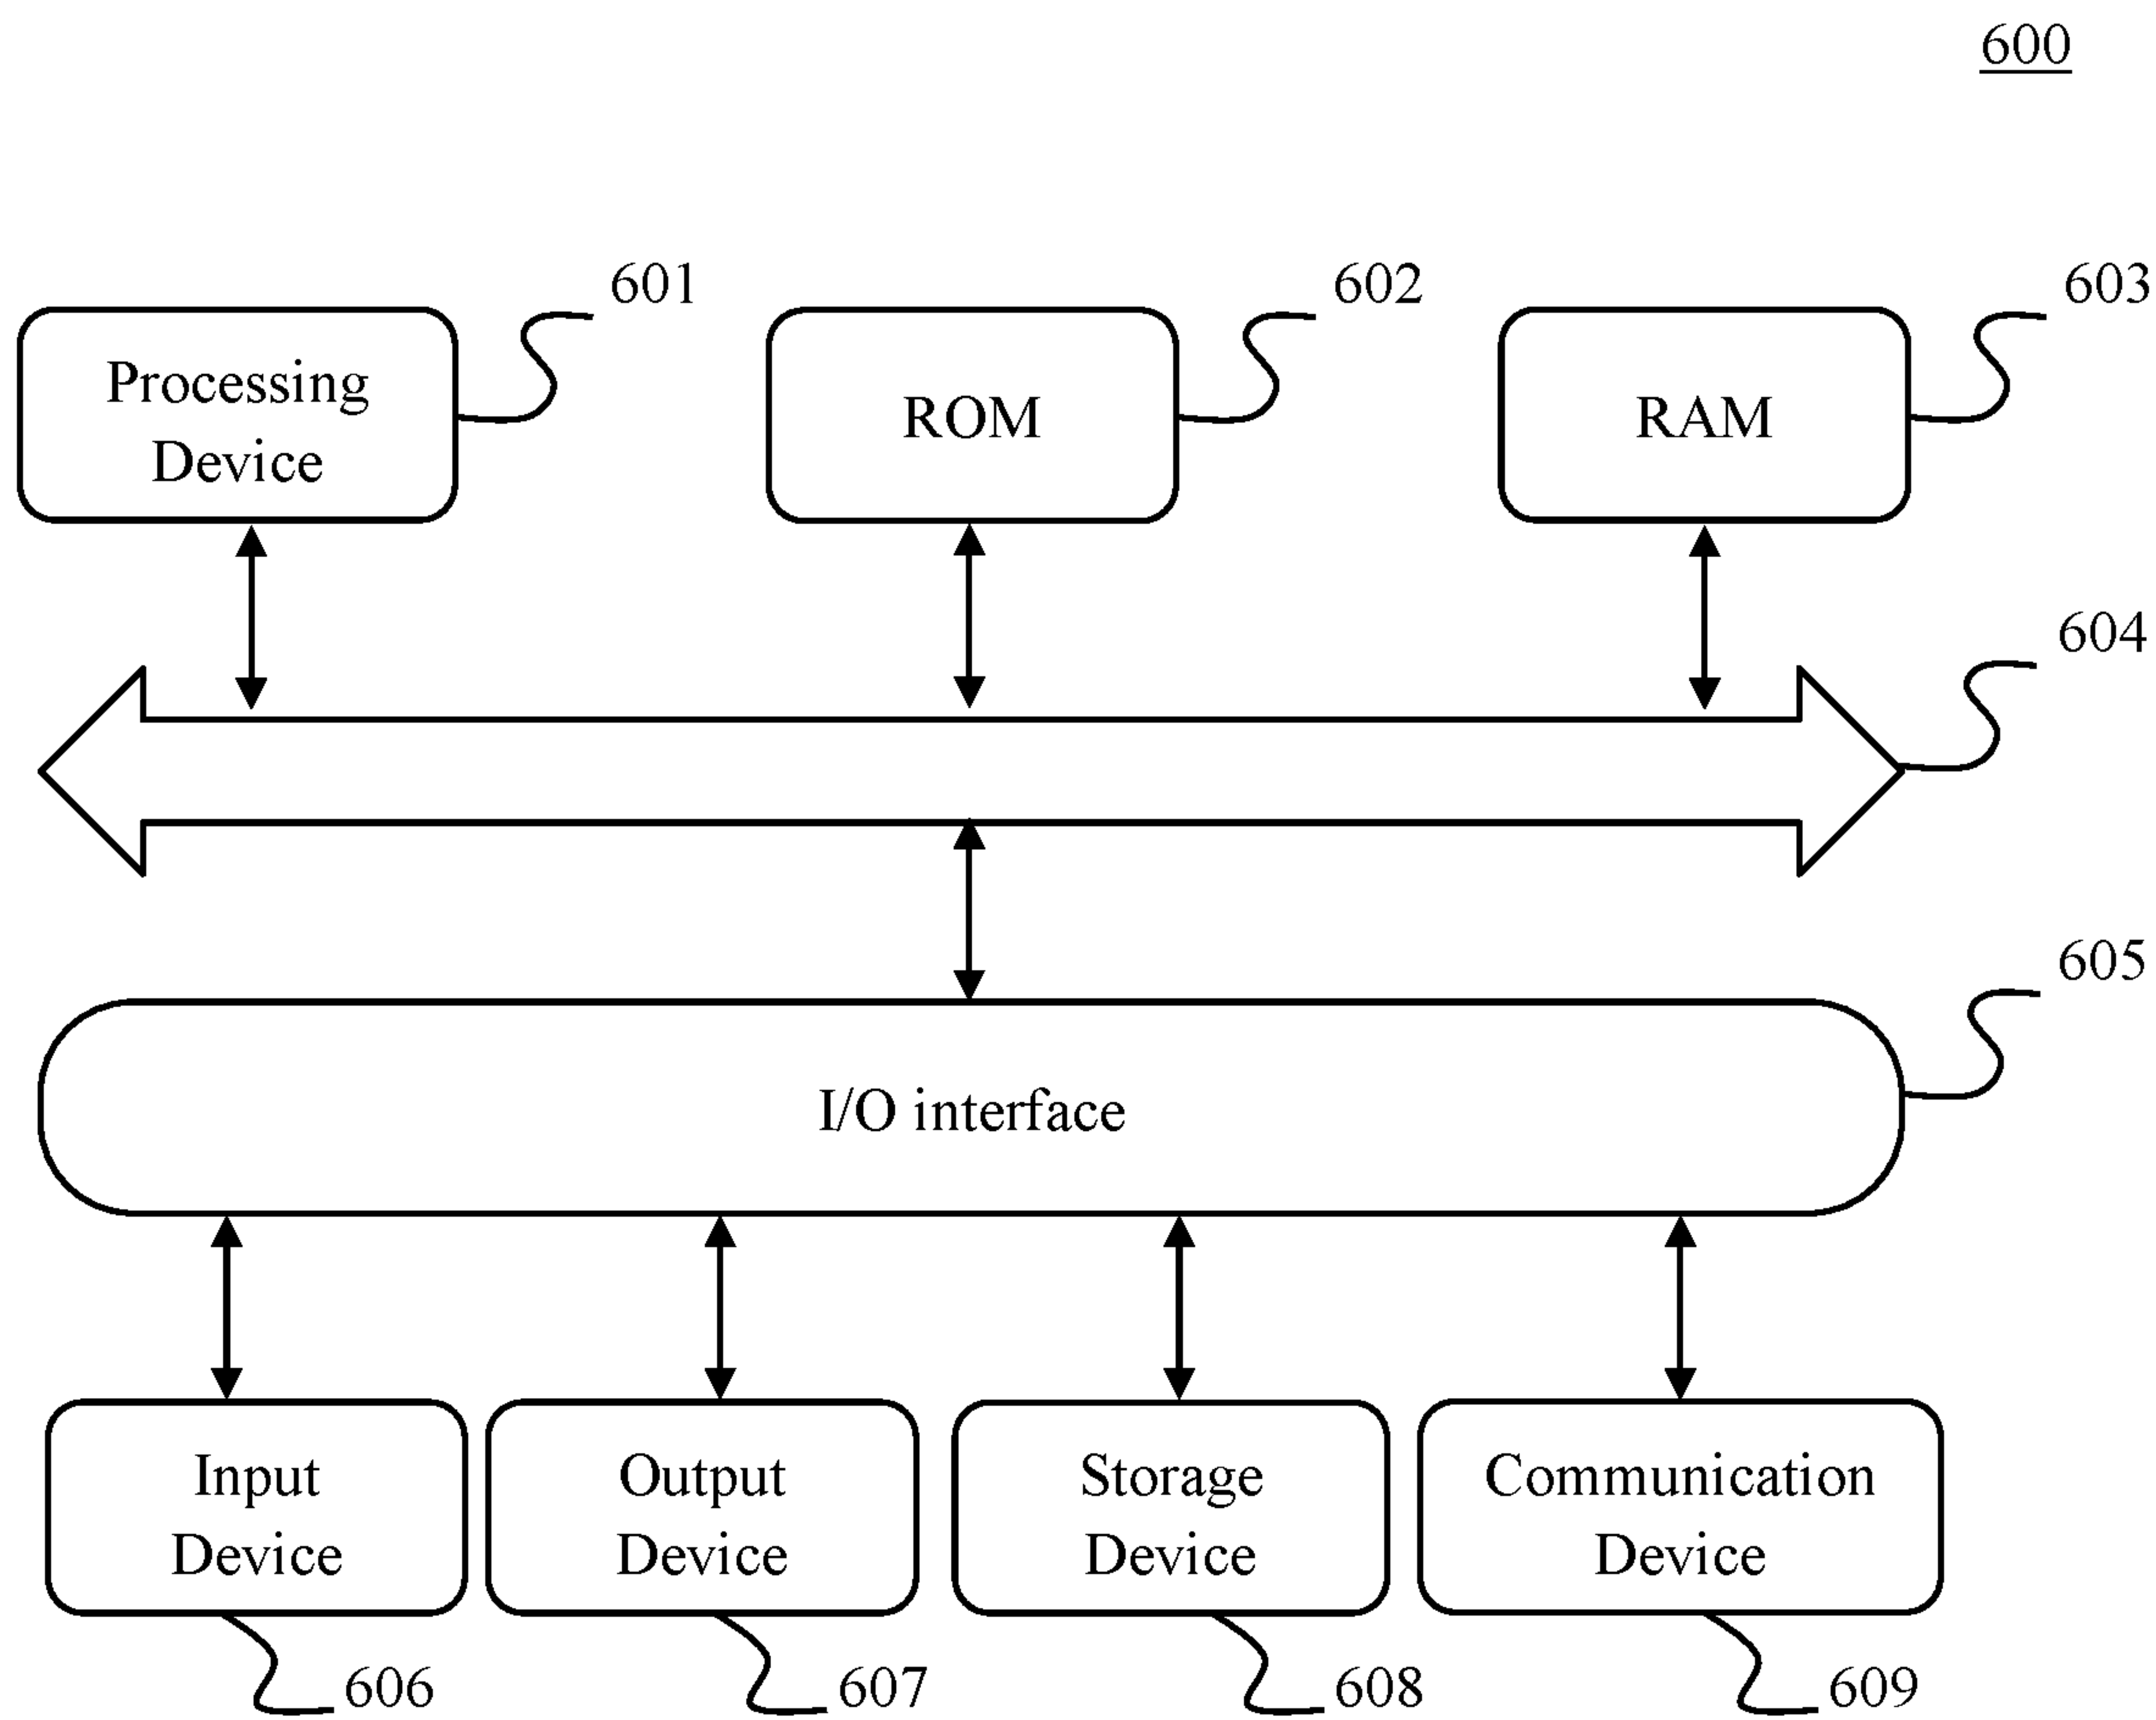 600
601
602
603
Processing
Device
ROM
RAM
604
605
I/O interface
Input
Device
Output
Device
Storage
Device
Communication
Device
606
607
608
609